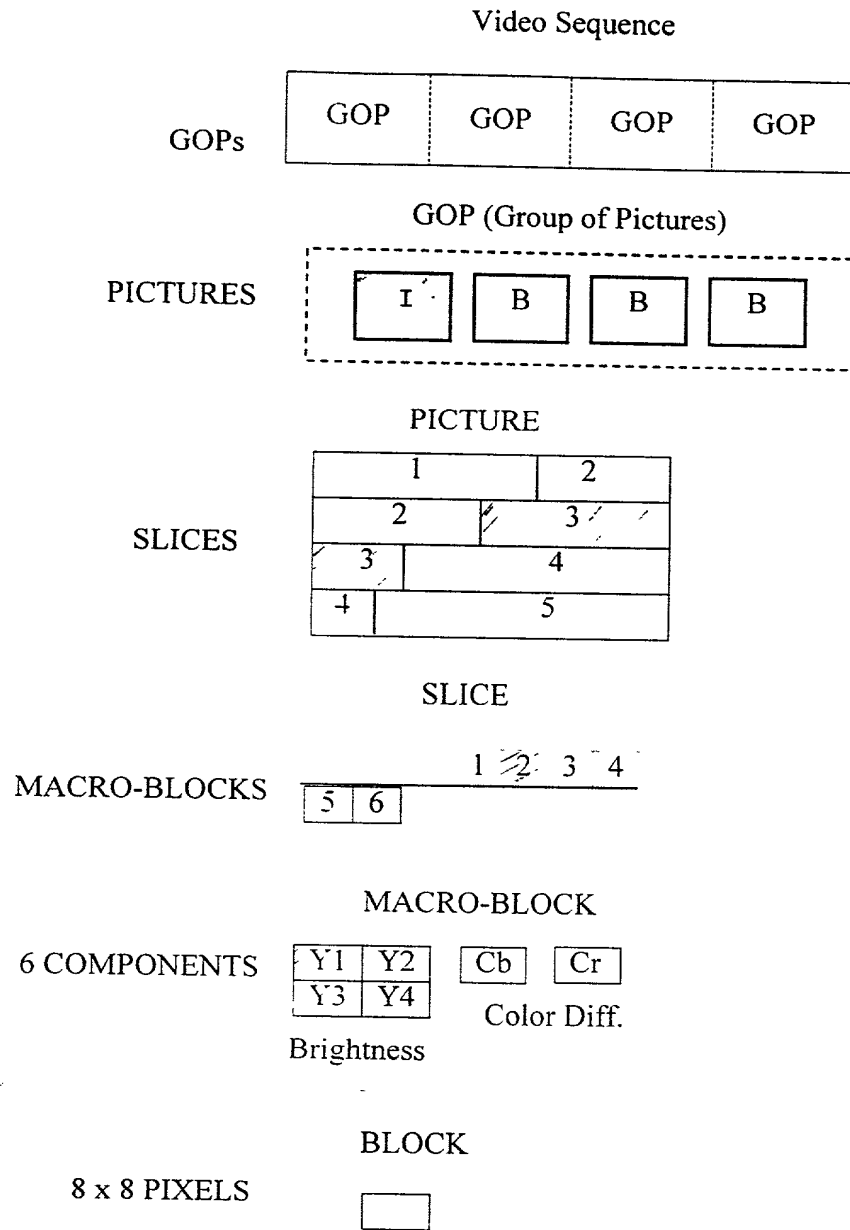 Video Sequence
GOPs GOP GOP GOP GOP
GOP (Group of Pictures)
PICTURES I B B B
PICTURE
1 2
SLICES 2 3
3 4
4 5
SLICE
1 2 3 4
MACRO-BLOCKS 5 6
MACRO-BLOCK
6 COMPONENTS Y1 Y2 Cb Cr
Y3 Y4 Color Diff.
Brightness
BLOCK
8 x 8 PIXELS